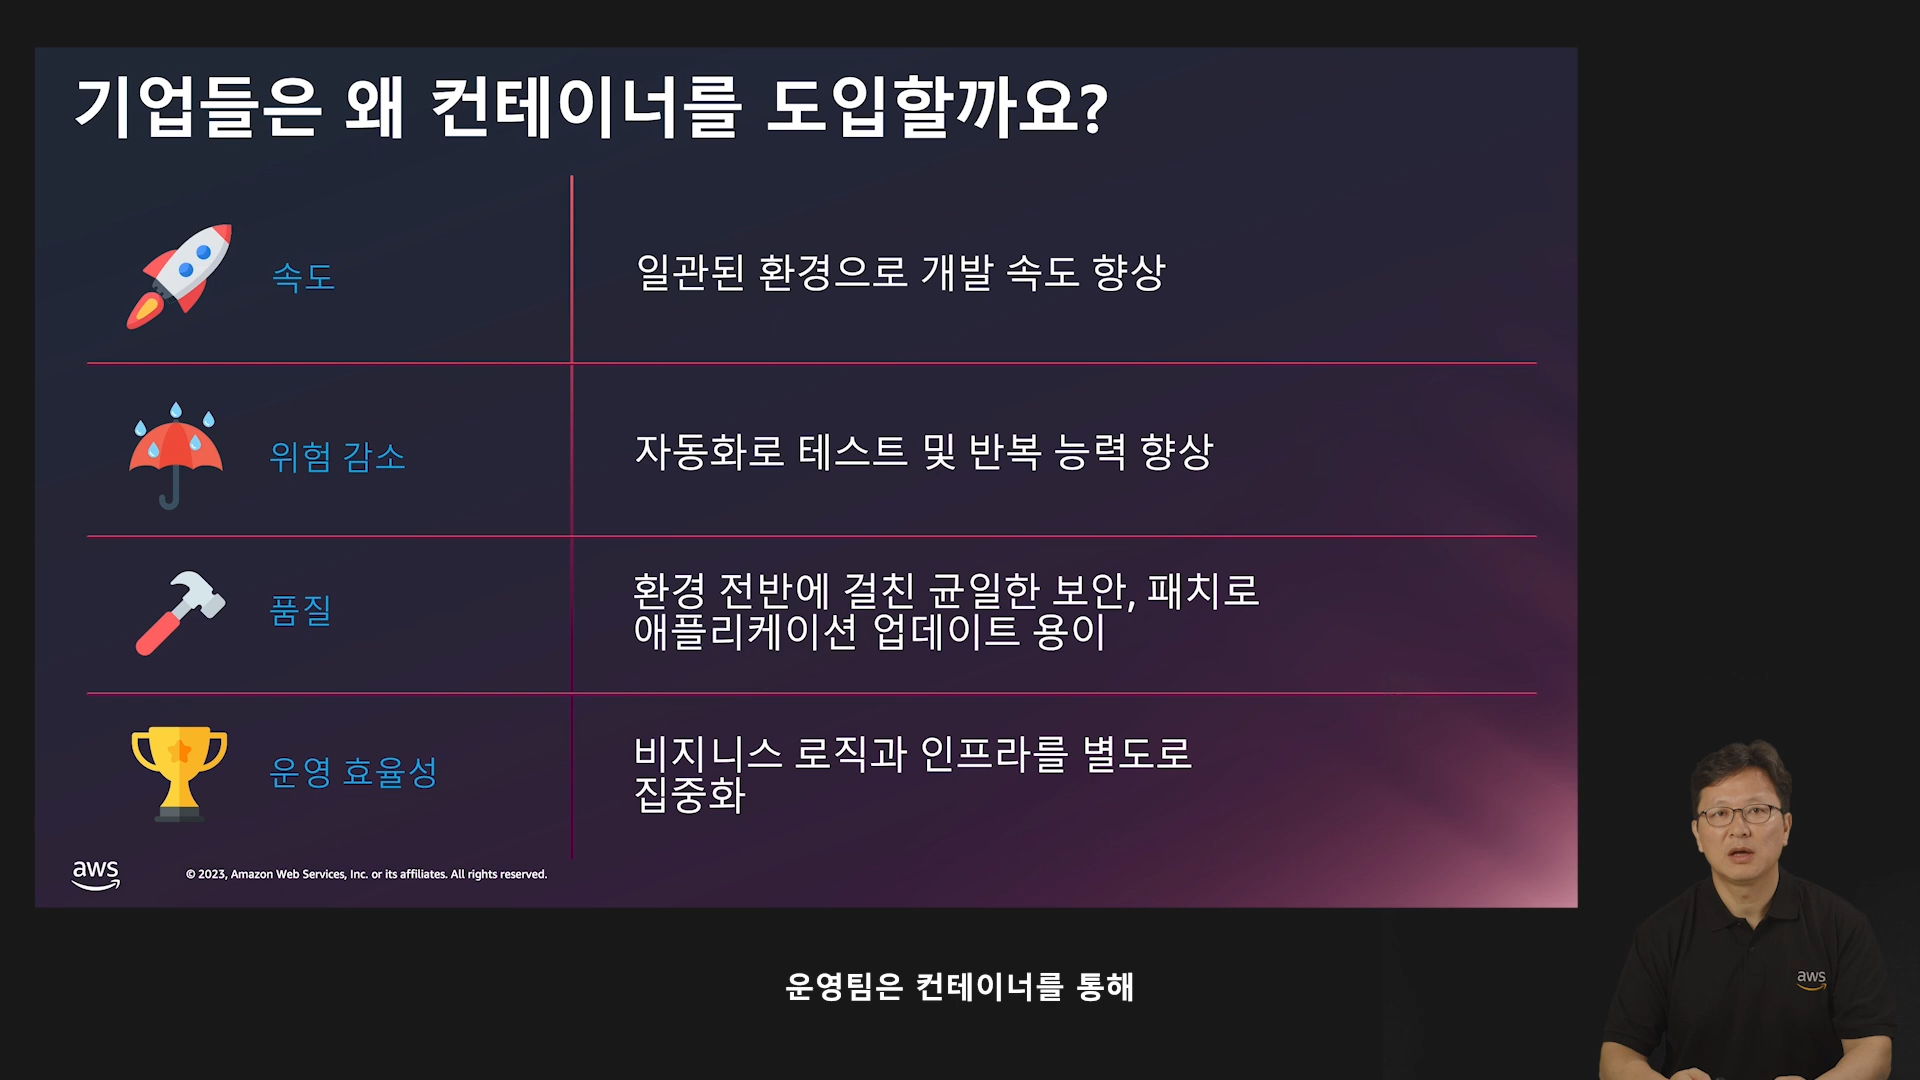 기업들은 왜 컨테이너를 도입할까요?
속도
일관된 환경으로 개발 속도 향상
위험 감소
자동화로 테스트 및 반복 능력 향상
품질
환경 전반에 걸친 균일한 보안, 패치로
애플리케이션 업데이트 용이
운영 효율성
비지니스 로직과 인프라를 별도로
집중화
aws
© 2023, Amazon Web Services, Inc. or its affiliates. All rights reserved.
aws
운영팀은 컨테이너를 통해